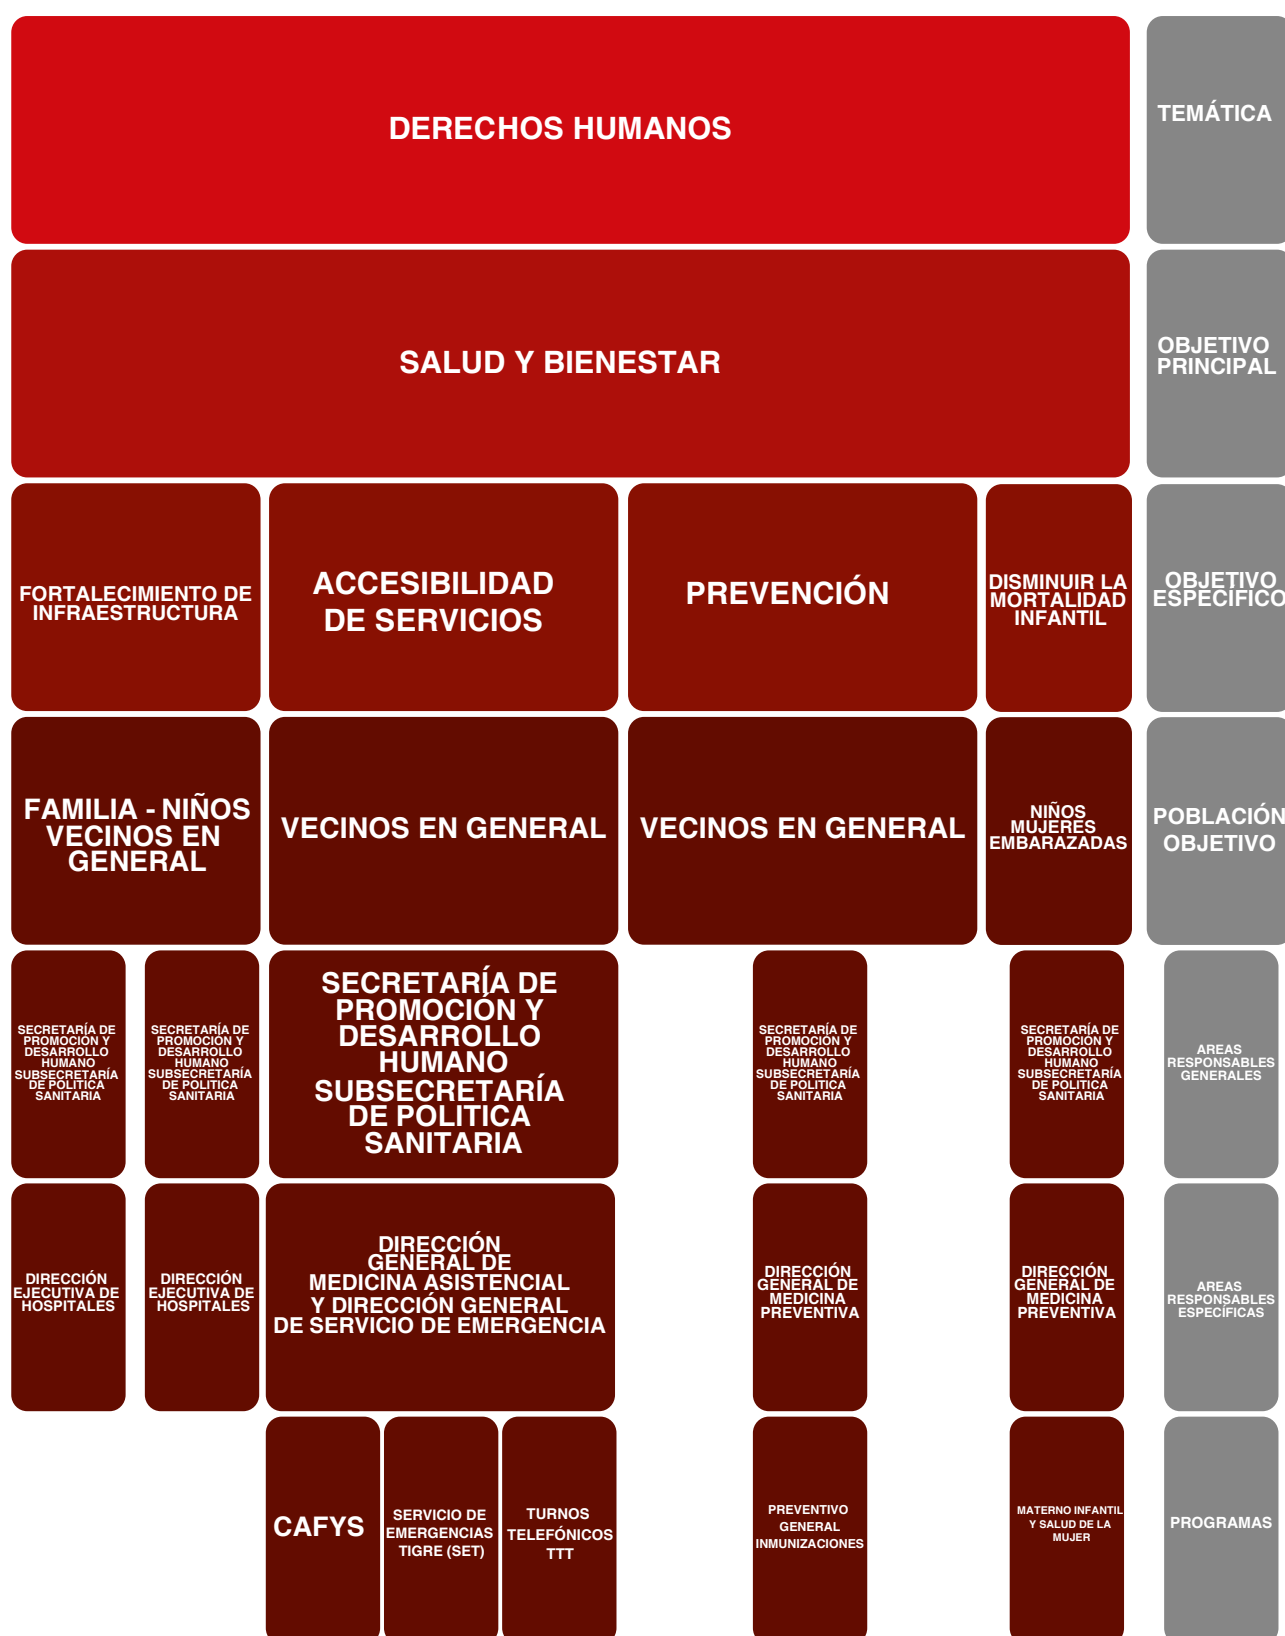 DERECHOS HUMANOS
TEMÁTICA
SALUD Y BIENESTAR
OBJETIVO
PRINCIPAL
FORTALECIMIENTO DE
INFRAESTRUCTURA
ACCESIBILIDAD
DE SERVICIOS
PREVENCIÓN
DISMINUIR LA
MORTALIDAD
INFANTIL
OBJETIVO
ESPECÍFICO
FAMILIA - NIÑOS
VECINOS EN
GENERAL
VECINOS EN GENERAL
VECINOS EN GENERAL
NIÑOS
MUJERES
EMBARAZADAS
POBLACIÓN
OBJETIVO
SECRETARÍA DE
PROMOCIÓN Y
DESARROLLO
HUMANO
SUBSECRETARÍA
DE POLITICA
SANITARIA
SECRETARÍA DE
PROMOCIÓN Y
DESARROLLO
HUMANO
SUBSECRETARÍA
DE POLITICA
SANITARIA
SECRETARÍA DE
PROMOCIÓN Y
DESARROLLO
HUMANO
SUBSECRETARÍA
DE POLITICA
SANITARIA
SECRETARÍA DE
PROMOCIÓN Y
DESARROLLO
HUMANO
SUBSECRETARÍA
DE POLITICA
SANITARIA
SECRETARÍA DE
PROMOCIÓN Y
DESARROLLO
HUMANO
SUBSECRETARÍA
DE POLITICA
SANITARIA
AREAS
RESPONSABLES
GENERALES
DIRECCIÓN
EJECUTIVA DE
HOSPITALES
DIRECCIÓN
EJECUTIVA DE
HOSPITALES
DIRECCIÓN
GENERAL DE
MEDICINA ASISTENCIAL
Y DIRECCIÓN GENERAL
DE SERVICIO DE EMERGENCIA
DIRECCIÓN
GENERAL DE
MEDICINA
PREVENTIVA
DIRECCIÓN
GENERAL DE
MEDICINA
PREVENTIVA
AREAS
RESPONSABLES
ESPECÍFICAS
CAFYS
SERVICIO DE
EMERGENCIAS
TIGRE (SET)
TURNOS
TELEFÓNICOS
TTT
PREVENTIVO
GENERAL
INMUNIZACIONES
MATERNO INFANTIL
Y SALUD DE LA
MUJER
PROGRAMAS